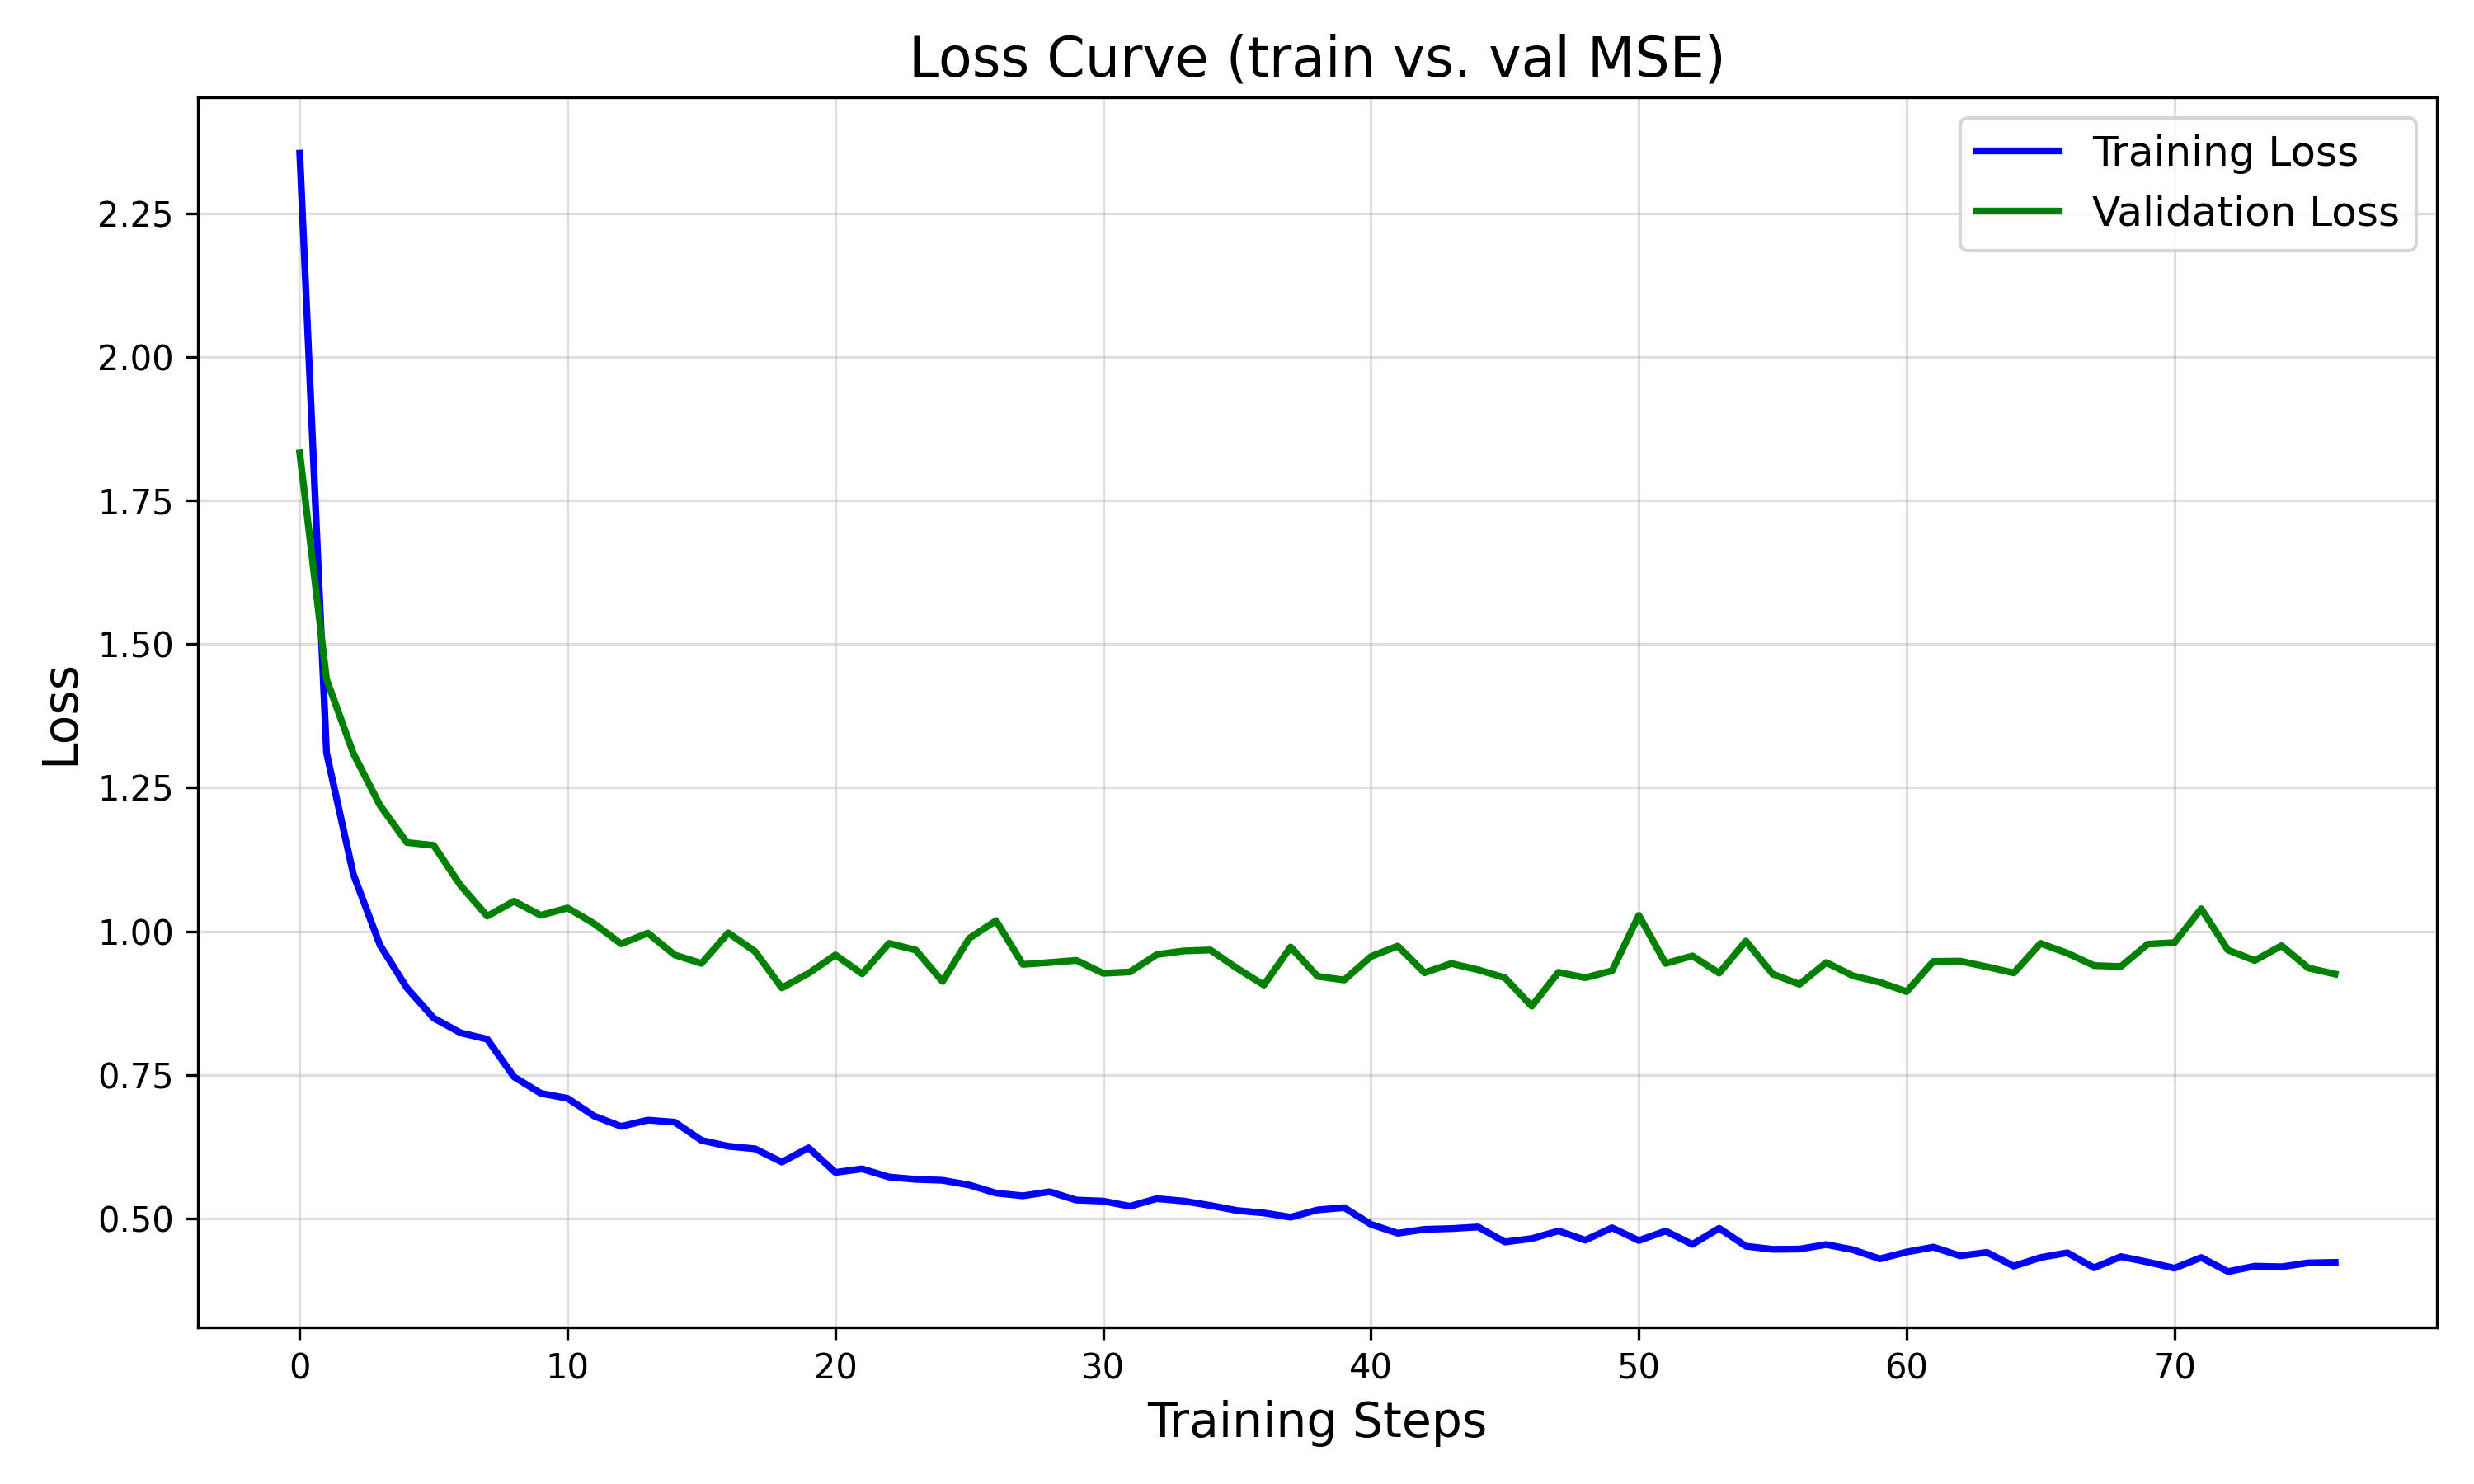 Loss Curve (train vs. val MSE)
Training Loss
Validation Loss
2.25
2.00
1.75
1.50
1.25
1.00
0.75
0.50
Loss
0 10 20 30 40 50 60 70
Training Steps